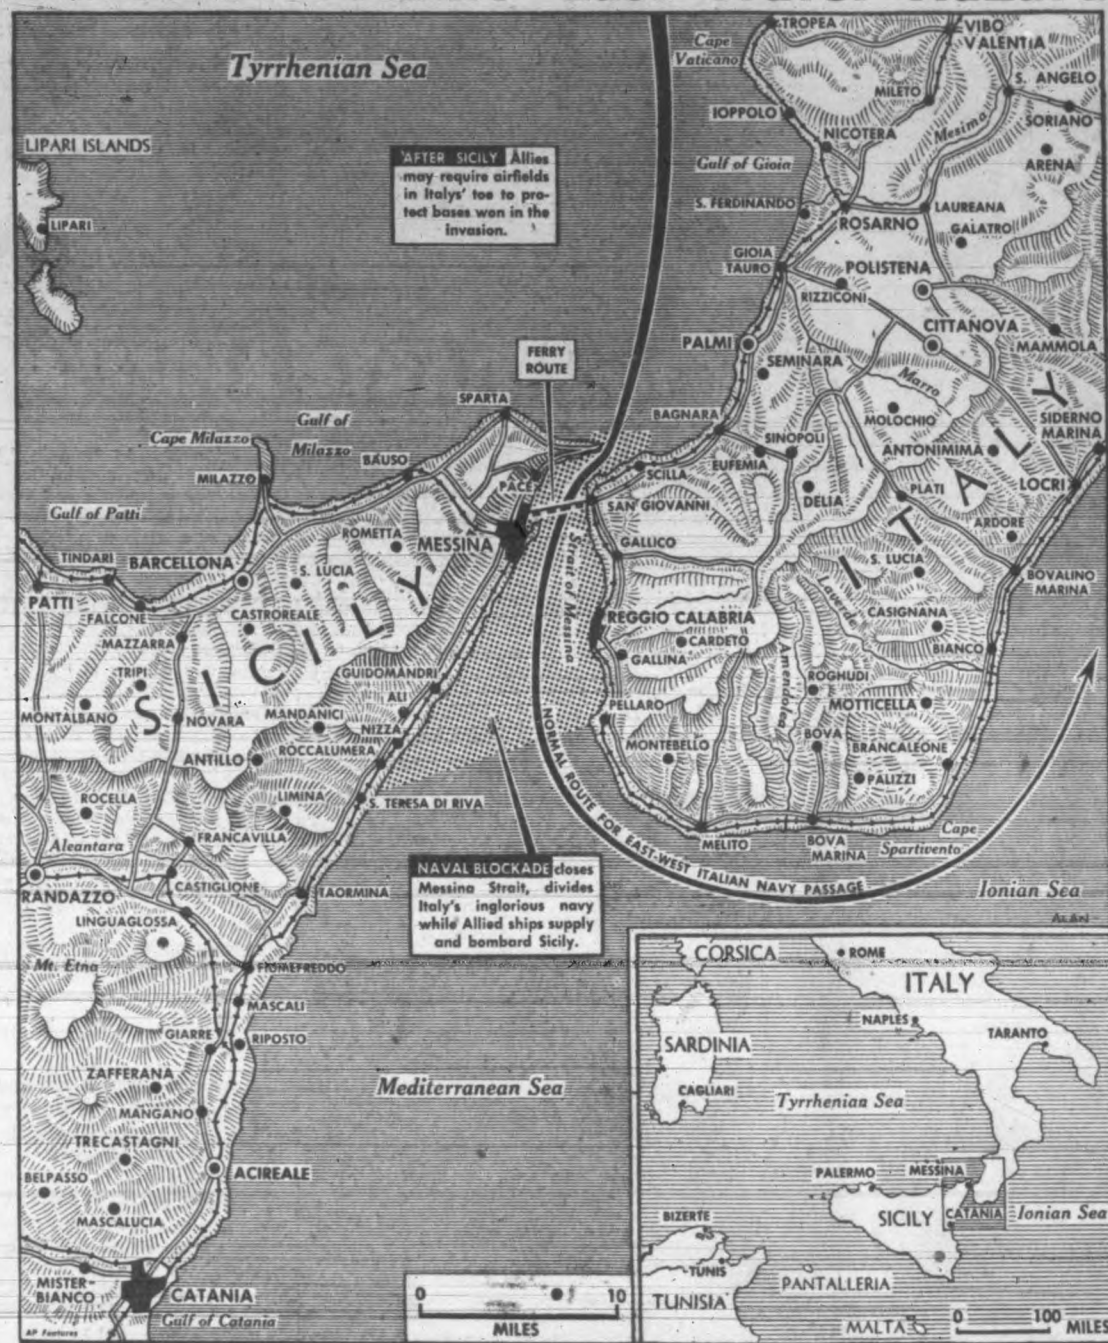 Tyrrhenian Sea
TROPEA
VIBO
VALENTIA
Cape
Vaticano
S. ANGELO
MILETO
IOPPOLO
SORIANO
NICOTERA
Mesima
LIPARI ISLANDS
AFTER SICILY Allies
may require airfields
in Italys' toe to pro-
tect bases won in the
invasion.
Gulf of Gioia
ARENA
S. FERDINANDO
ROSARNO
LAUREANA
LIPARI
GALATRO
GIOIA
TAURO
POLISTENA
RIZZICONI
CITTANOVA
PALMI
MAMMOLA
FERRY
ROUTE
SEMINARA
Marro
SPARTA
BAGNARA
MOLOCHIO
SIDERNO
MARINA
Gulf of
Milazzo
Cape Milazzo
SINOPOLI
ANTONIMIMA
BAUSO
EUFEMIA
SCILLA
MILAZZO
PACE
DELIA
PLATI
LOCRI
SAN GIOVANNI
Gulf of Patti
ARDORE
ROMETTA
MESSINA
Strait of Messina
GALLICO
ITALY
TINDARI
BARCELLONA
S. LUCIA
S. LUCIA
BOVALINO
MARINA
PATTI
FALCONE
CASTROREALE
Laverde
CASIGNANA
REGGIO CALABRIA
MAZZARRA
SICILY
CARDETO
BIANCO
GALLINA
Amendolica
TRIPI
GUIDOMANDRI
ROGHUDI
ALI
MONTALBANO
NOVARA
MANDANICI
PELLARO
MOTTICELLA
NIZZA
MONTEBELLO
BOVA
BRANCALEONE
ANTILLO
ROCCALUMERA
PALIZZI
ROCELLA
LIMINA
S. TERESA DI RIVA
NORMAL ROUTE FOR EAST-WEST ITALIAN NAVY PASSAGE
FRANCAVILLA
MELITO
BOVA
MARINA
Cape
Spartivento
Alcantara
NAVAL BLOCKADE closes
Messina Strait, divides
Italy's inglorious navy
while Allied ships supply
and bombard Sicily.
RANDAZZO
CASTIGLIONE
TAORMINA
Ionian Sea
LINGUAGLOSSA
ALAN
Mt. Etna
FIUMEFREDDO
CORSICA
ROME
ITALY
MASCALI
NAPLES
TARANTO
GIARRE
RIPOSTO
SARDINIA
ZAFFERANA
Mediterranean Sea
CAGLIARI
Tyrrhenian Sea
MANGANO
TRECASTAGNI
ACIREALE
PALERMO
MESSINA
BELPASSO
MASCALUCIA
SICILY
CATANIA
Ionian Sea
BIZERTE
TUNIS
MISTER-
BIANCO
CATANIA
PANTALLERIA
TUNISIA
Gulf of Catania
0 10
MILES
MALTA
0 100
MILES
AP Features